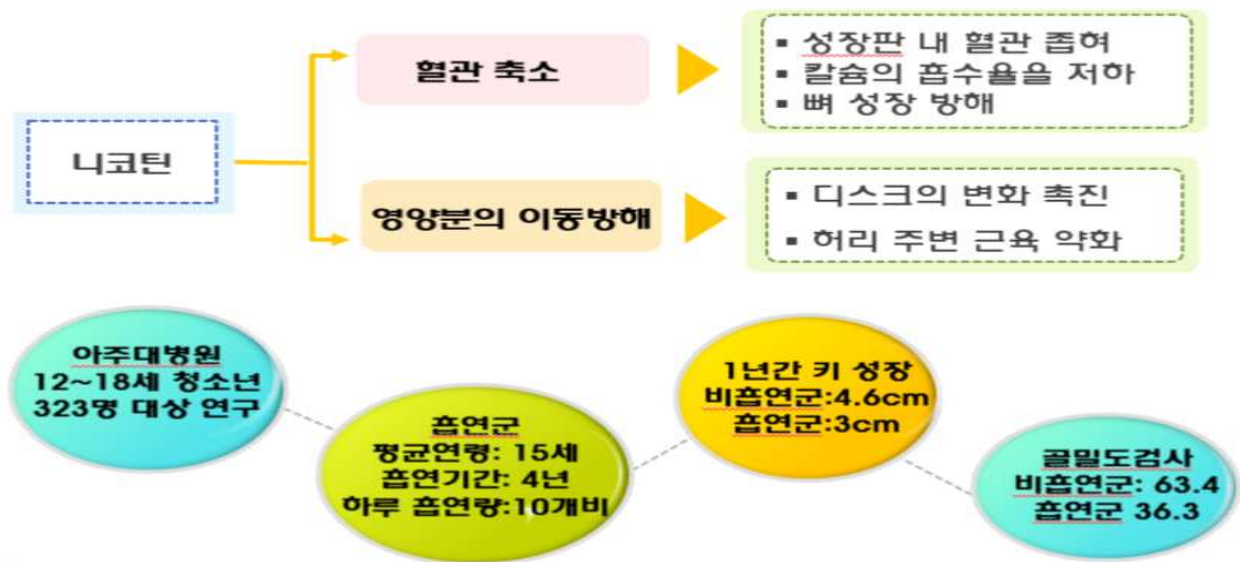 니코틴
혈관 축소
▪ 성장판 내 혈관 좁혀
▪ 칼슘의 흡수율을 저하
▪ 뼈 성장 방해
영양분의 이동방해
▪ 디스크의 변화 촉진
▪ 허리 주변 근육 약화
아주대병원
12~18세 청소년
323명 대상 연구
흡연군
평균연령: 15세
흡연기간: 4년
하루 흡연량:10개비
1년간 키 성장
비흡연군:4.6cm
흡연군:3cm
골밀도검사
비흡연군: 63.4
흡연군 36.3